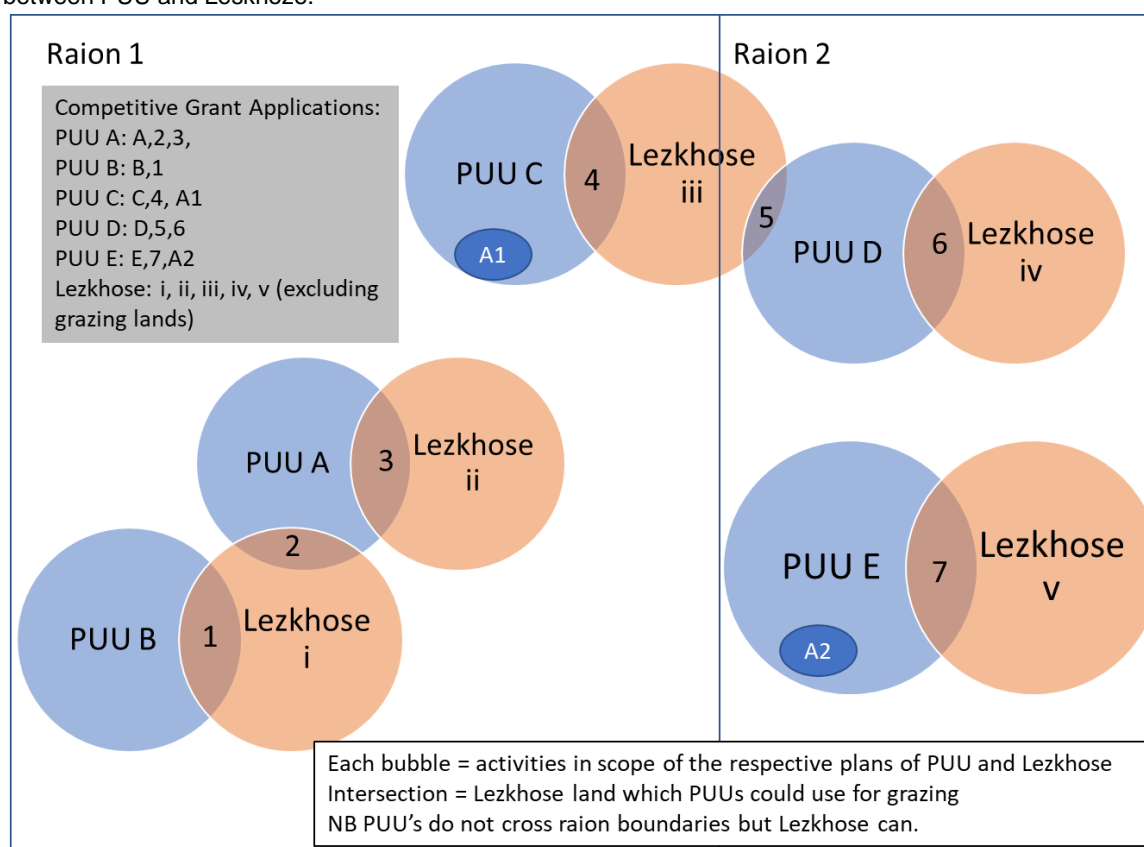 between PUU and Leskhoze.
Raion 1
Raion 2
Competitive Grant Applications:
PUU A: A,2,3,
PUU B: B,1
PUU C: C,4, A1
PUU D: D,5,6
PUU E: E,7,A2
Lezkhose: i, ii, iii, iv, v (excluding
grazing lands)
PUU C
4
Lezkhose
iii
A1
5
PUU D
6
Lezkhose
iv
PUU A
3
Lezkhose
ii
2
PUU B
1
Lezkhose
i
PUU E
7
Lezkhose
v
A2
Each bubble = activities in scope of the respective plans of PUU and Lezkhose
Intersection = Lezkhose land which PUUs could use for grazing
NB PUU's do not cross raion boundaries but Lezkhose can.